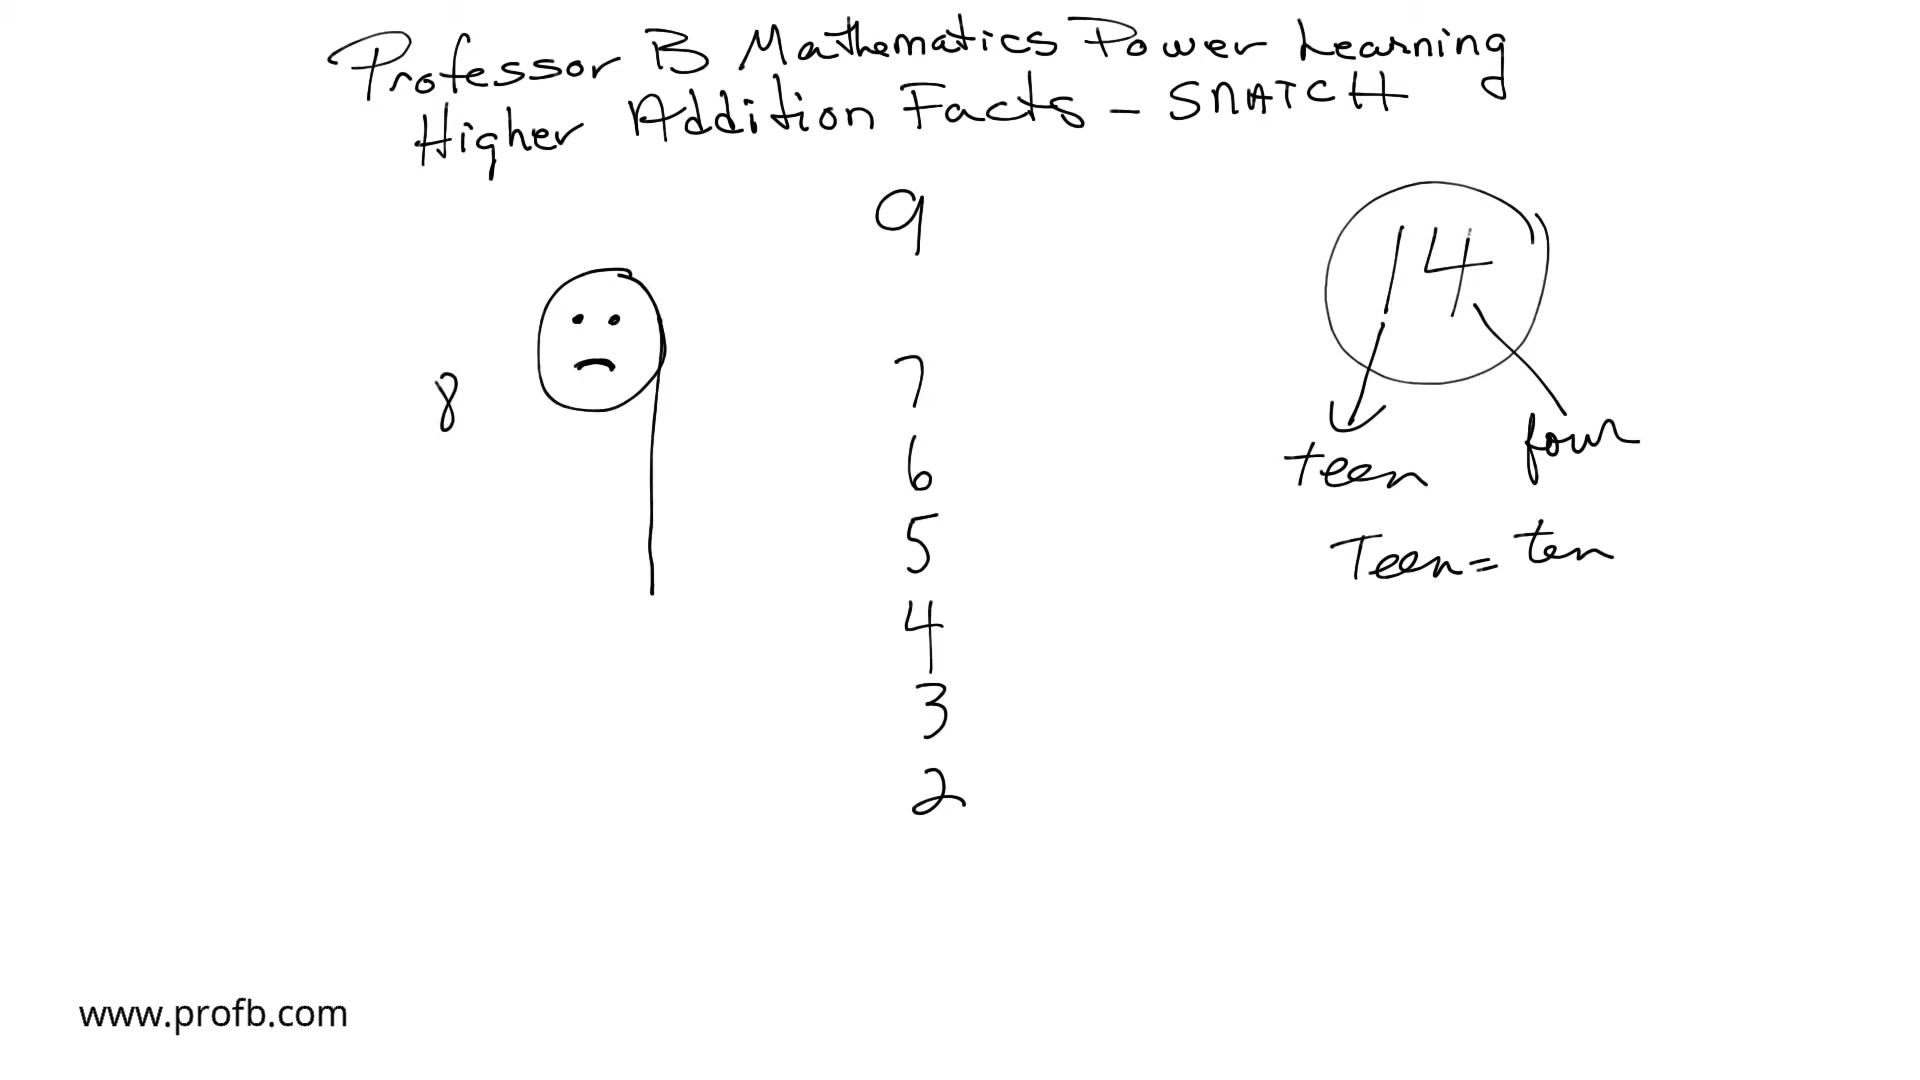 Professor B Mathematics Power Learning
Higher Addition Facts - SNATCH
9
14
8
7
6
5
4
3
2
teen four
Teen = ten
www.profb.com